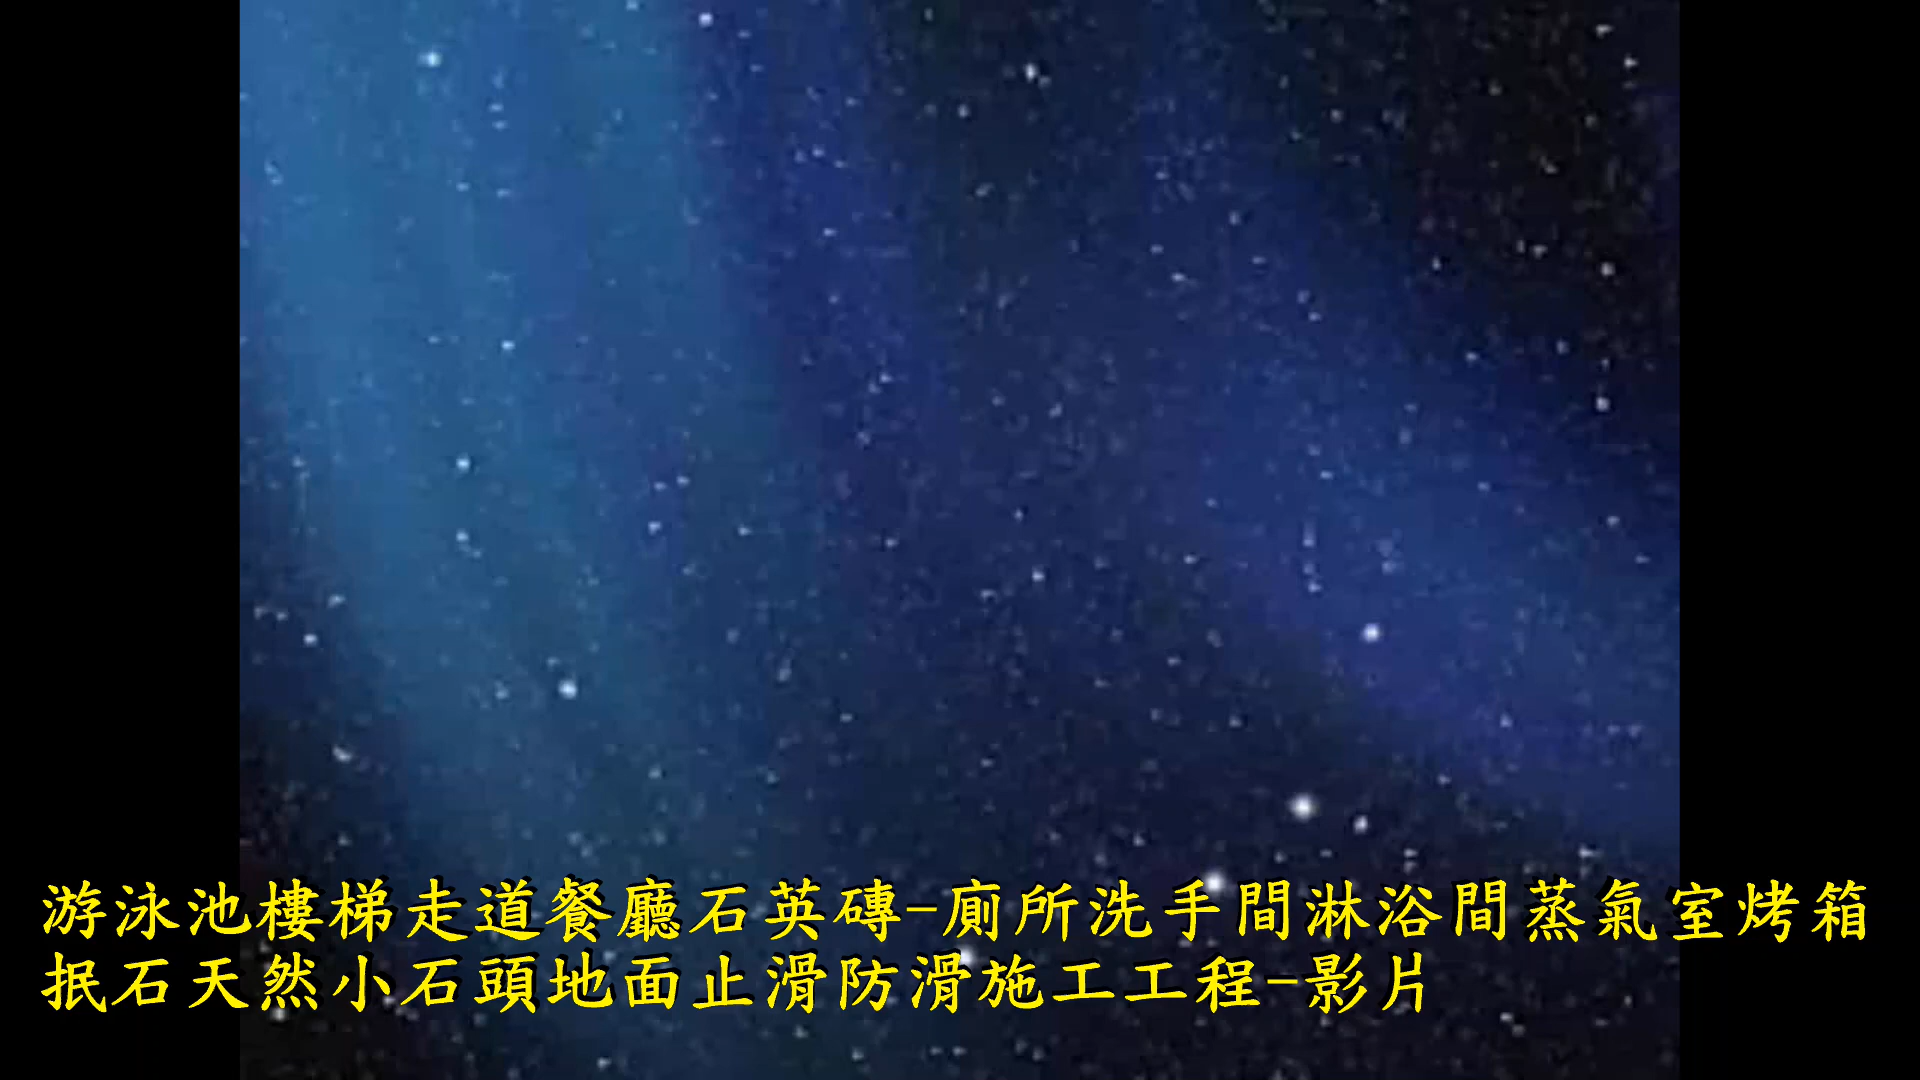 游泳池樓梯走道餐廳石英磚-廁所洗手間淋浴間蒸氣室烤箱
抿石天然小石頭地面止滑防滑施工工程-影片